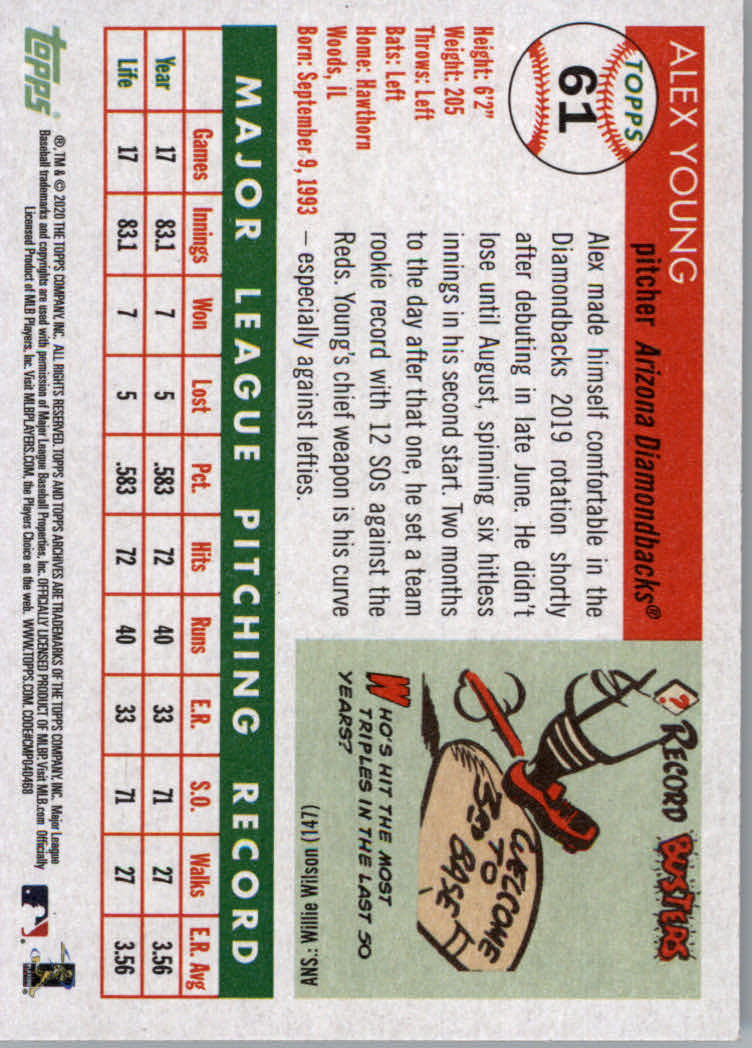 ALEX YOUNG
pitcher Arizona Diamondbacks®
TOPPS
61
Height: 6'2"
Weight: 205
Throws: Left
Bats: Left
Home: Hawthorn
Woods, IL
Born: September 9, 1993
Alex made himself comfortable in the
Diamondbacks 2019 rotation shortly
after debuting in late June. He didn't
lose until August, spinning six hitless
innings in his second start. Two months
to the day after that one, he set a team
rookie record with 12 SOs against the
Reds. Young's chief weapon is his curve
– especially against lefties.
? RECORD BUSTERS
WELCOME
TO
3RD
BASE!
WHO'S HIT THE MOST
TRIPLES IN THE LAST 50
YEARS?
ANS.: Willie Wilson (147)
MAJOR LEAGUE PITCHING RECORD
Games Innings Won Lost Pct. Hits Runs E.R. S.O. Walks E.R. Avg
Year 17 83.1 7 5 .583 72 40 33 71 27 3.56
Life 17 83.1 7 5 .583 72 40 33 71 27 3.56
topps®
®, TM & © 2020 THE TOPPS COMPANY, INC. ALL RIGHTS RESERVED. TOPPS AND TOPPS ARCHIVES ARE TRADEMARKS OF THE TOPPS COMPANY, INC. Major League
Baseball trademarks and copyrights are used with permission of Major League Baseball Properties, Inc. OFFICIALLY LICENSED PRODUCT OF MLBP. Visit MLB.com Officially
Licensed Product of MLB Players, Inc. Visit MLBPLAYERS.COM, the Players Choice on the web. WWW.TOPPS.COM. CODE#CMP040468